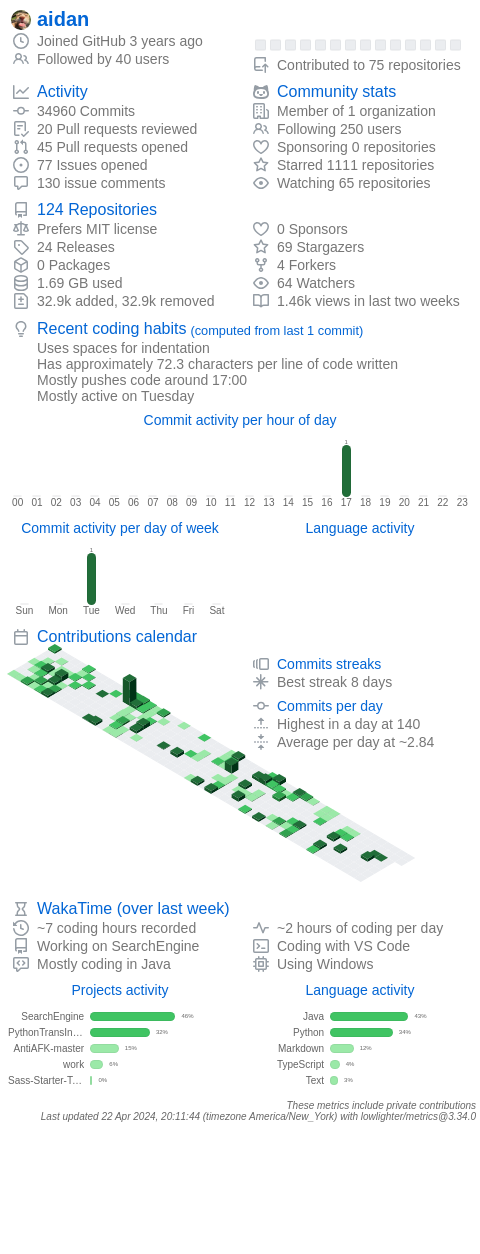 aidan
Joined GitHub 3 years ago
Followed by 40 users
Contributed to 75 repositories
Activity
34960 Commits
20 Pull requests reviewed
45 Pull requests opened
77 Issues opened
130 issue comments
Community stats
Member of 1 organization
Following 250 users
Sponsoring 0 repositories
Starred 1111 repositories
Watching 65 repositories
124 Repositories
Prefers MIT license
24 Releases
0 Packages
1.69 GB used
32.9k added, 32.9k removed
0 Sponsors
69 Stargazers
4 Forkers
64 Watchers
1.46k views in last two weeks
Recent coding habits (computed from last 1 commit)
Uses spaces for indentation
Has approximately 72.3 characters per line of code written
Mostly pushes code around 17:00
Mostly active on Tuesday
Commit activity per hour of day
1
00 01 02 03 04 05 06 07 08 09 10 11 12 13 14 15 16 17 18 19 20 21 22 23
Commit activity per day of week
1
Sun Mon Tue Wed Thu Fri Sat
Language activity
Contributions calendar
Commits streaks
Best streak 8 days
Commits per day
Highest in a day at 140
Average per day at ~2.84
WakaTime (over last week)
~7 coding hours recorded
Working on SearchEngine
Mostly coding in Java
~2 hours of coding per day
Coding with VS Code
Using Windows
Projects activity
SearchEngine 46%
PythonTransIn... 32%
AntiAFK-master 15%
work 6%
Sass-Starter-T... 0%
Language activity
Java 43%
Python 34%
Markdown 12%
TypeScript 4%
Text 3%
These metrics include private contributions
Last updated 22 Apr 2024, 20:11:44 (timezone America/New_York) with lowlighter/metrics@3.34.0